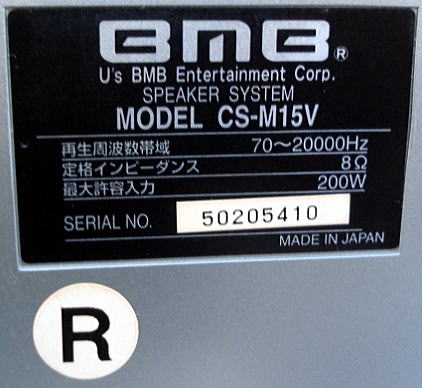 BMB®
U's BMB Entertainment Corp.
SPEAKER SYSTEM
MODEL CS-M15V
再生周波数帯域 70～20000Hz
定格インピーダンス 8Ω
最大許容入力 200W
SERIAL NO. 50205410
MADE IN JAPAN
R